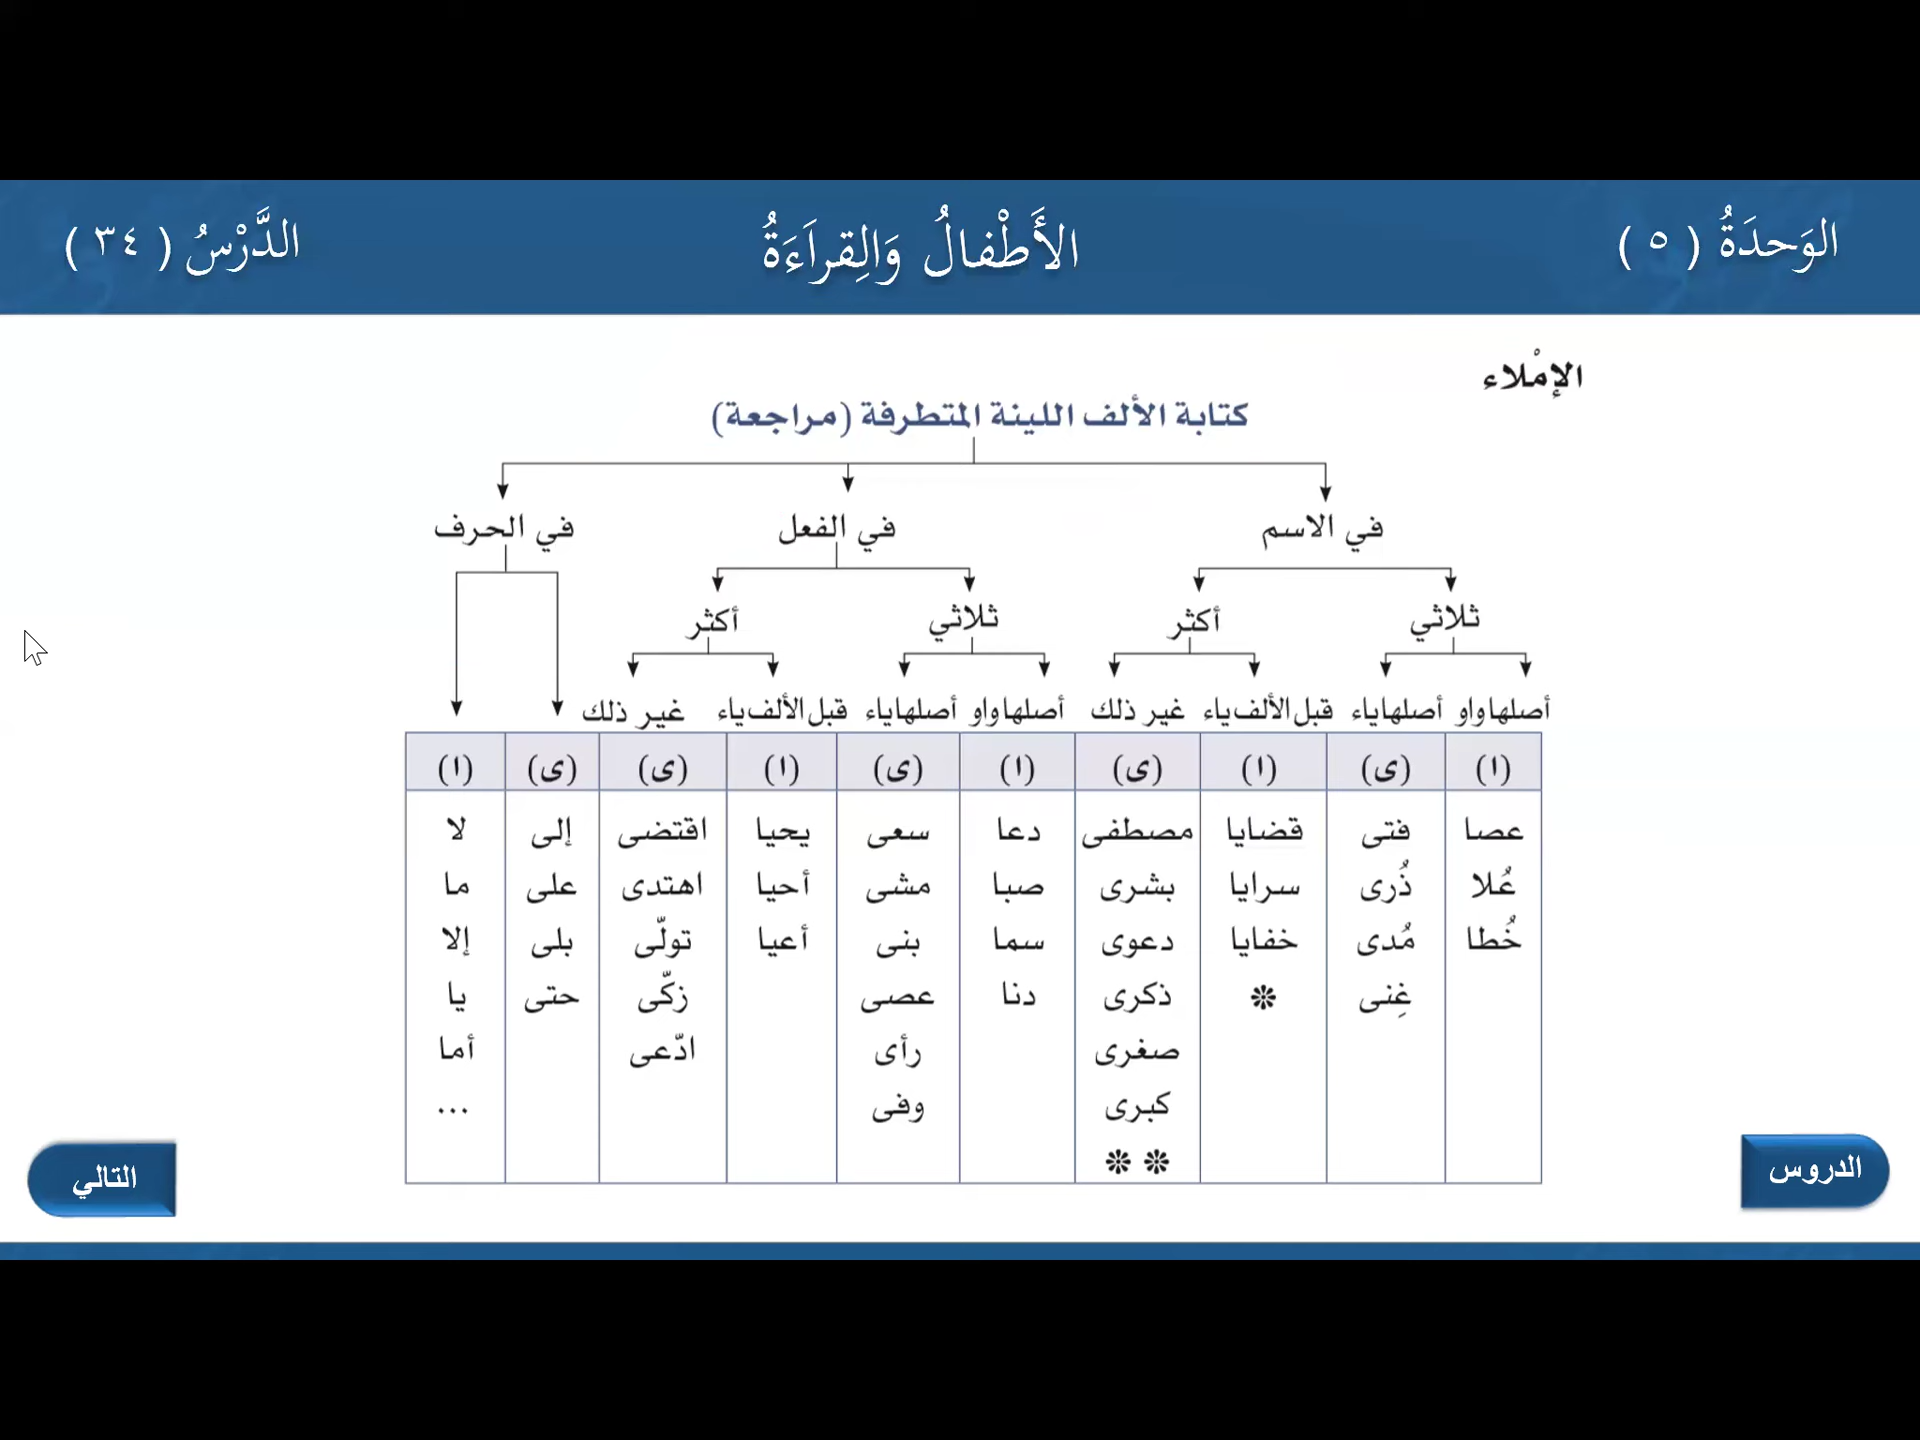 الوَحدَةُ ( ٥ )
الأَطْفالُ وَالِقراَءَةُ
الدَّرْسُ ( ٣٤ )
الإمْلاء
كتابة الألف اللينة المتطرفة (مراجعة)
في الاسم في الفعل في الحرف
ثلاثي أكثر ثلاثي أكثر
أصلها واو أصلها ياء قبل الألف ياء غير ذلك أصلها واو أصلها ياء قبل الألف ياء غير ذلك
(ا) (ى) (ا) (ى) (ا) (ى) (ا) (ى) (ى) (ا)
عصا فتى قضايا مصطفى دعا سعى يحيا اقتضى إلى لا
عُلا ذُرى سرايا بشرى صبا مشى أحيا اهتدى على ما
خُطا مُدى خفايا دعوى سما بنى أعيا تولّى بلى إلا
غِنى * ذكرى دنا عصى زكّى حتى يا
صغرى رأى ادّعى أما
كبرى وفى ...
* *
الدروس
التالي